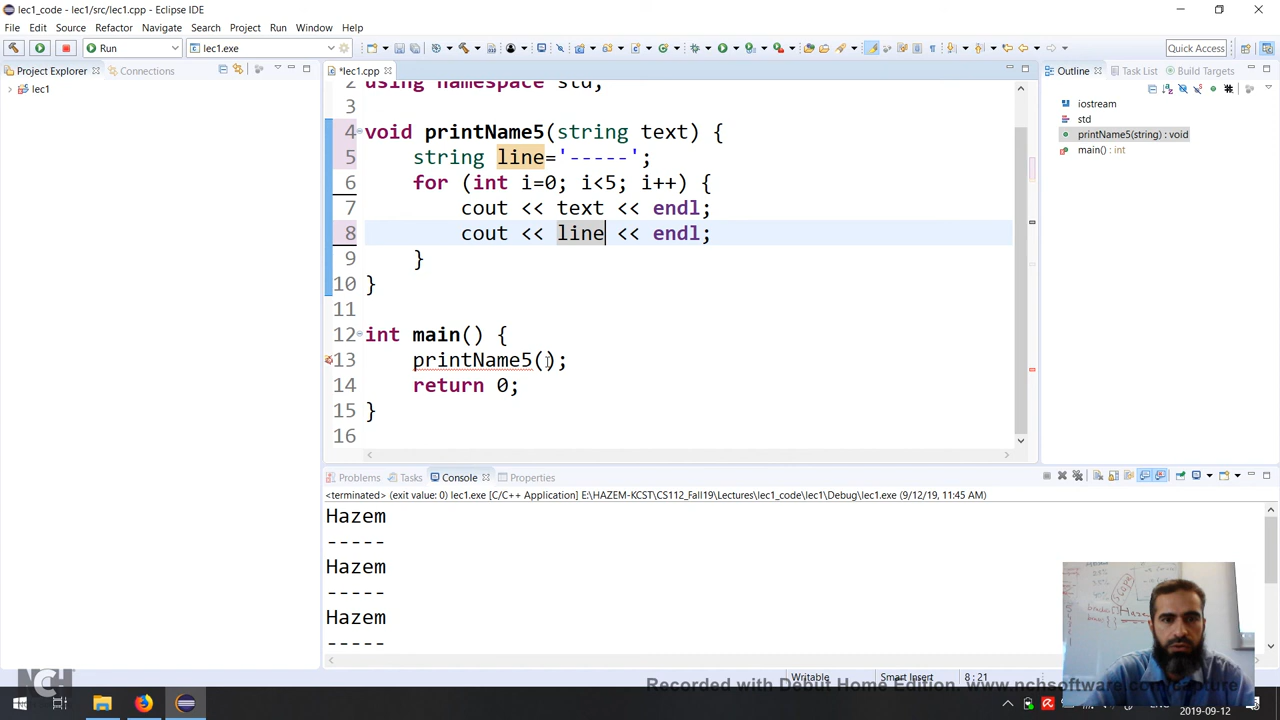 lec1_code - lec1/src/lec1.cpp - Eclipse IDE
File Edit Source Refactor Navigate Search Project Run Window Help
Run lec1.exe Quick Access
Project Explorer Connections
lec1
*lec1.cpp
2 using namespace std;
3
4 void printName5(string text) {
5 string line='-----';
6 for (int i=0; i<5; i++) {
7 cout << text << endl;
8 cout << line << endl;
9 }
10 }
11
12 int main() {
13 printName5();
14 return 0;
15 }
16
Outline Task List Build Targets
iostream
std
printName5(string) : void
main() : int
Problems Tasks Console Properties
<terminated> (exit value: 0) lec1.exe [C/C++ Application] E:\HAZEM-KCST\CS112_Fall19\Lectures\lec1_code\lec1\Debug\lec1.exe (9/12/19, 11:45 AM)
Hazem
-----
Hazem
-----
Hazem
-----
Writable Smart Insert 8 : 21
NCH
Recorded with Debut Home Edition. www.nchsoftware.com/capture
ENG
2019-09-12